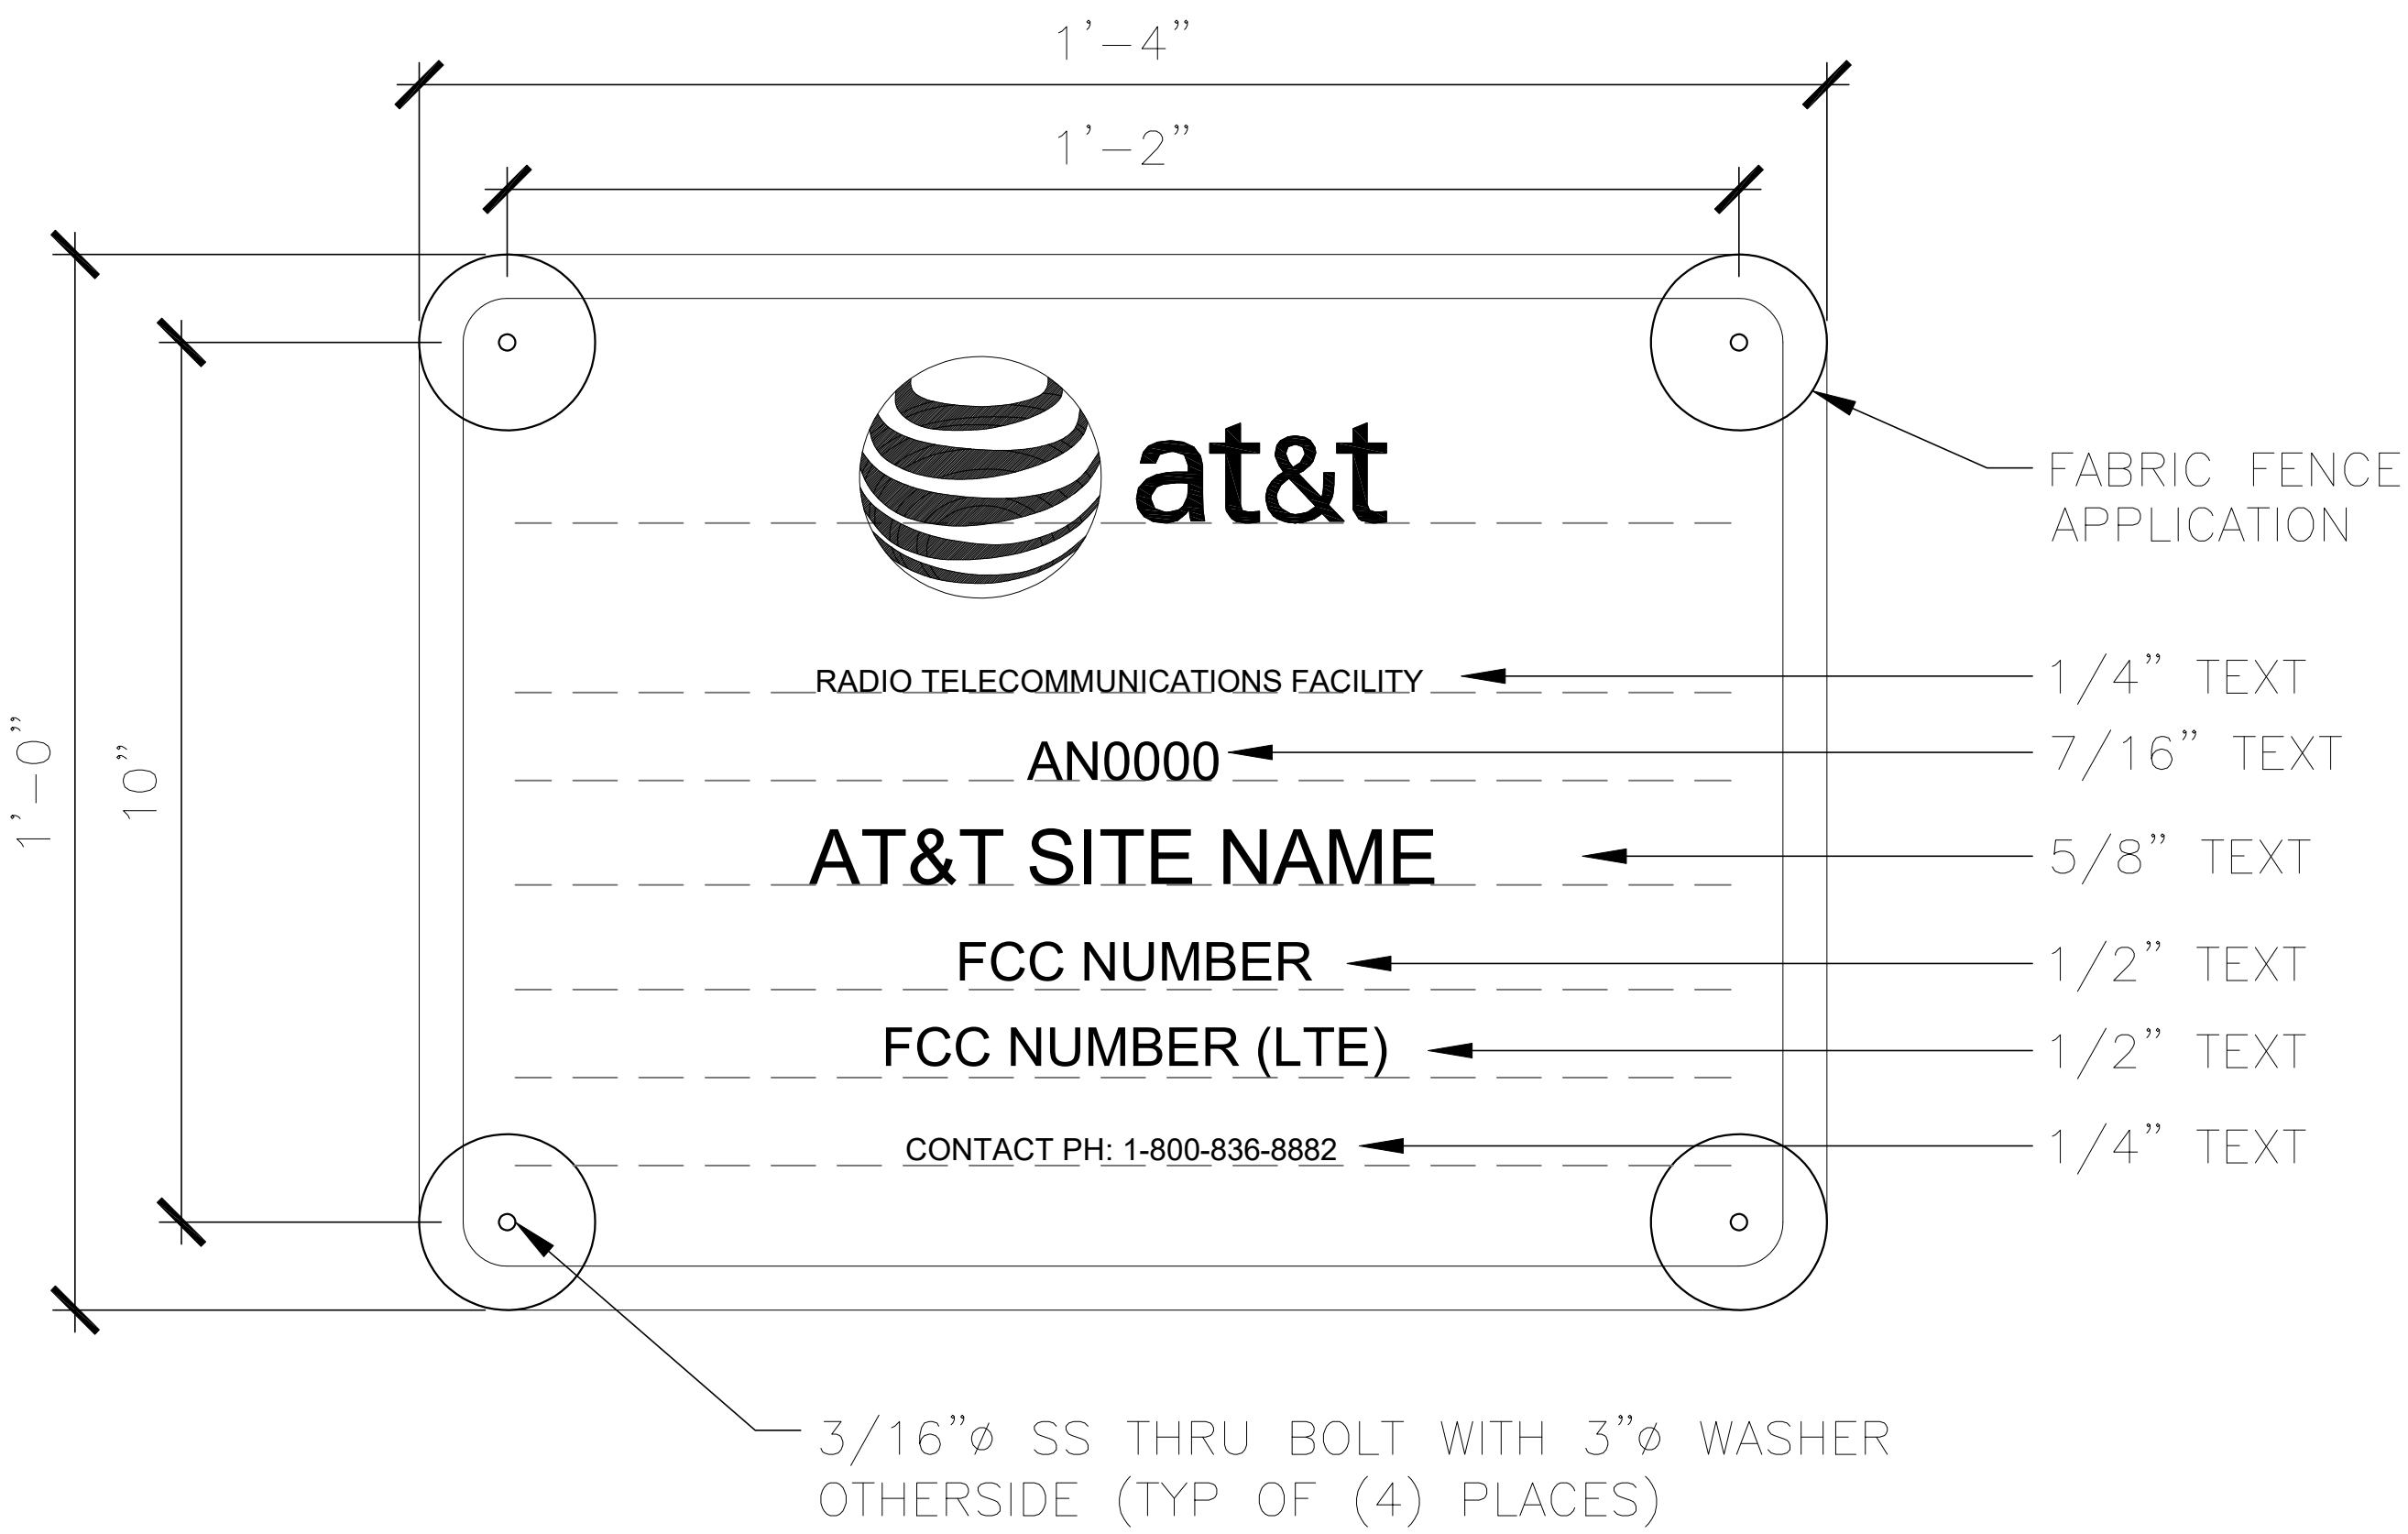 1'-4"
1'-2"
1'-0"
10"
at&t
FABRIC FENCE
APPLICATION
RADIO TELECOMMUNICATIONS FACILITY
1/4" TEXT
AN0000
7/16" TEXT
AT&T SITE NAME
5/8" TEXT
FCC NUMBER
1/2" TEXT
FCC NUMBER (LTE)
1/2" TEXT
CONTACT PH: 1-800-836-8882
1/4" TEXT
3/16"ø SS THRU BOLT WITH 3"ø WASHER
OTHERSIDE (TYP OF (4) PLACES)